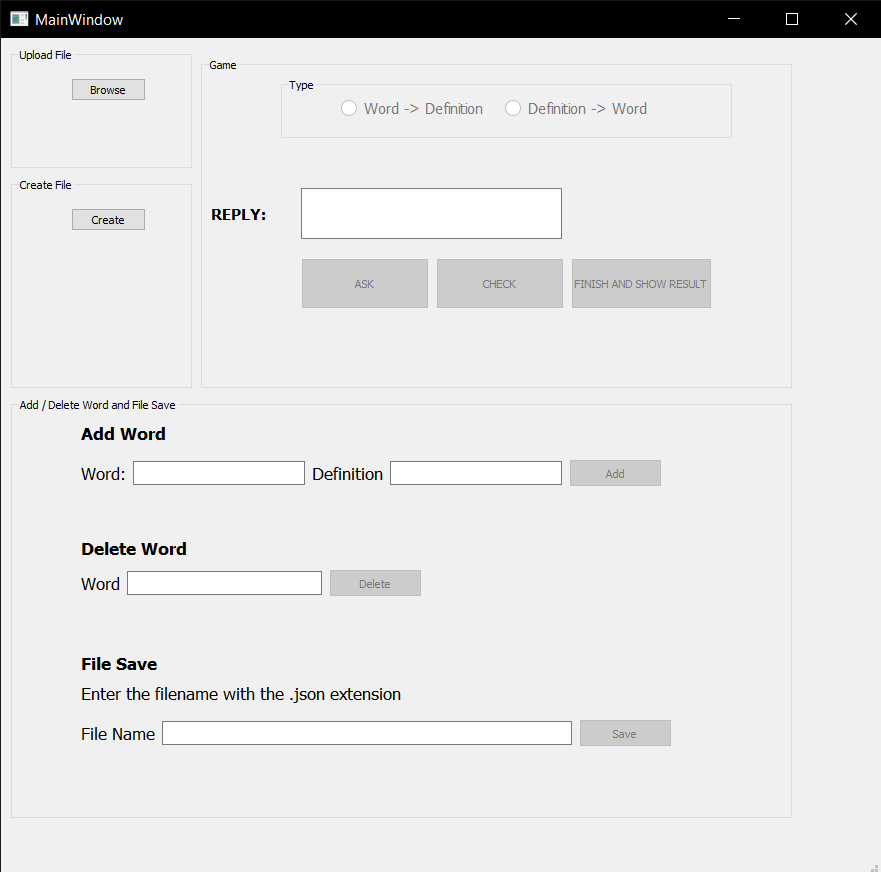 MainWindow
Upload File
Browse
Create File
Create
Game
Type
Word -> Definition
Definition -> Word
REPLY:
ASK
CHECK
FINISH AND SHOW RESULT
Add / Delete Word and File Save
Add Word
Word:
Definition
Add
Delete Word
Word
Delete
File Save
Enter the filename with the .json extension
File Name
Save